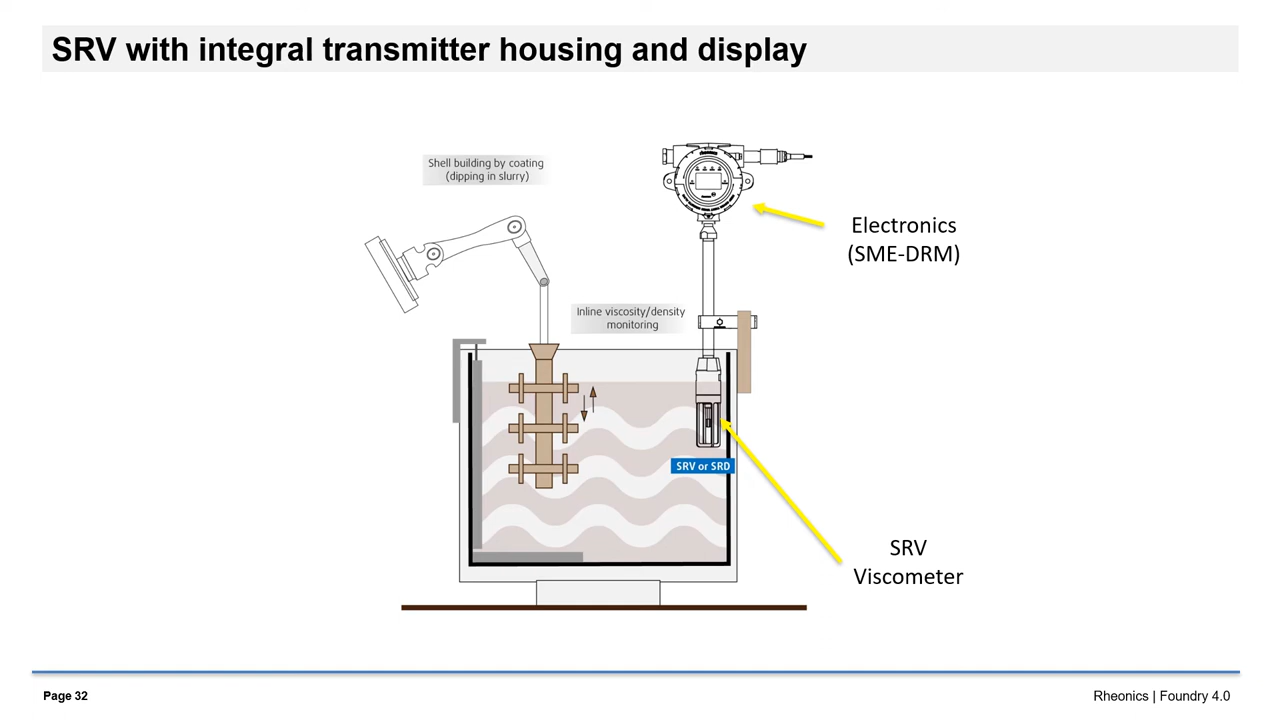 SRV with integral transmitter housing and display
Shell building by coating
(dipping in slurry)
Electronics
(SME-DRM)
Inline viscosity/density
monitoring
SRV or SRD
SRV
Viscometer
Page 32
Rheonics | Foundry 4.0